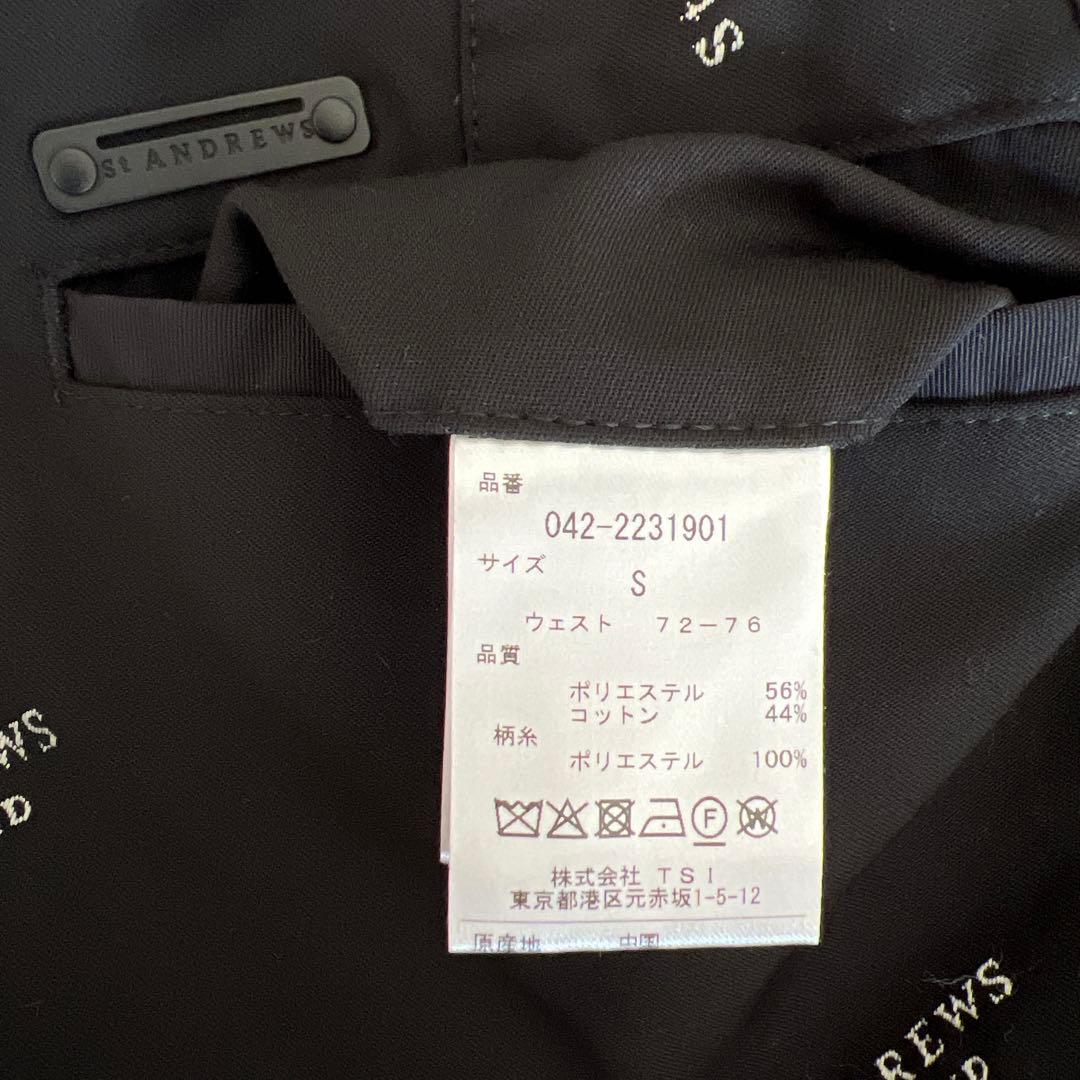 St ANDREWS
品番
042-2231901
サイズ
S
ウェスト 72-76
品質
ポリエステル 56%
コットン 44%
柄糸
ポリエステル 100%
F
W
株式会社 TSI
東京都港区元赤坂1-5-12
原産地 中国